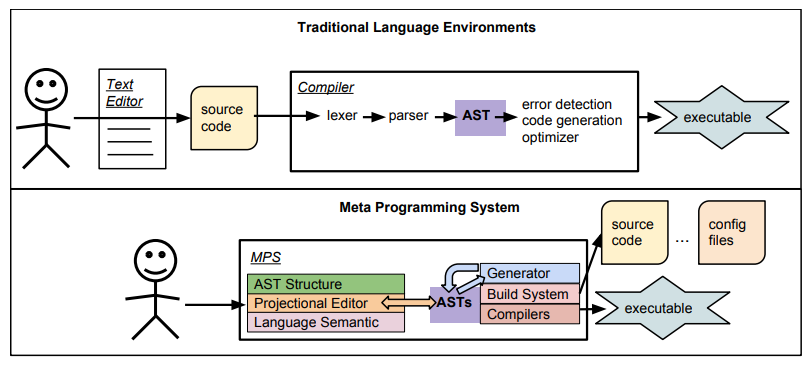 Traditional Language Environments
Text
Editor
source
code
Compiler
lexer
parser
AST
error detection
code generation
optimizer
executable
Meta Programming System
MPS
AST Structure
Projectional Editor
Language Semantic
ASTs
Generator
Build System
Compilers
source
code
...
config
files
executable